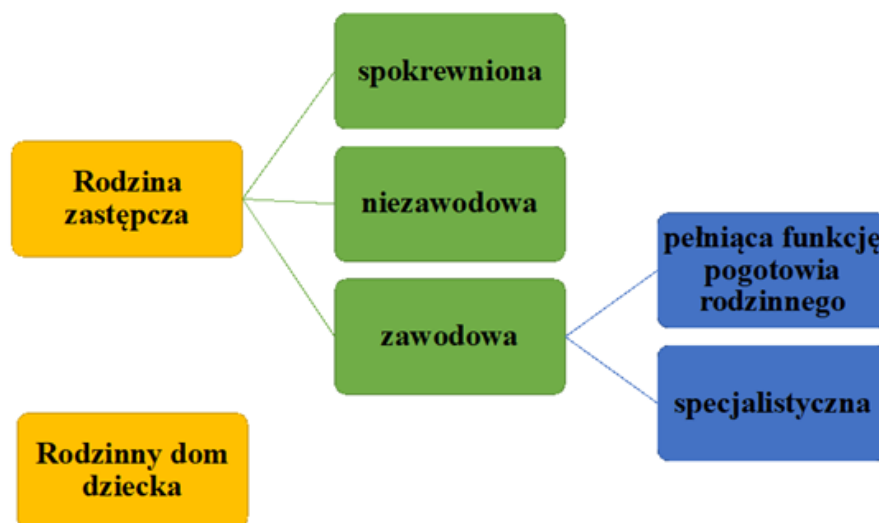 Rodzina
zastępcza
spokrewniona
niezawodowa
zawodowa
pełniąca funkcję
pogotowia
rodzinnego
specjalistyczna
Rodzinny dom
dziecka